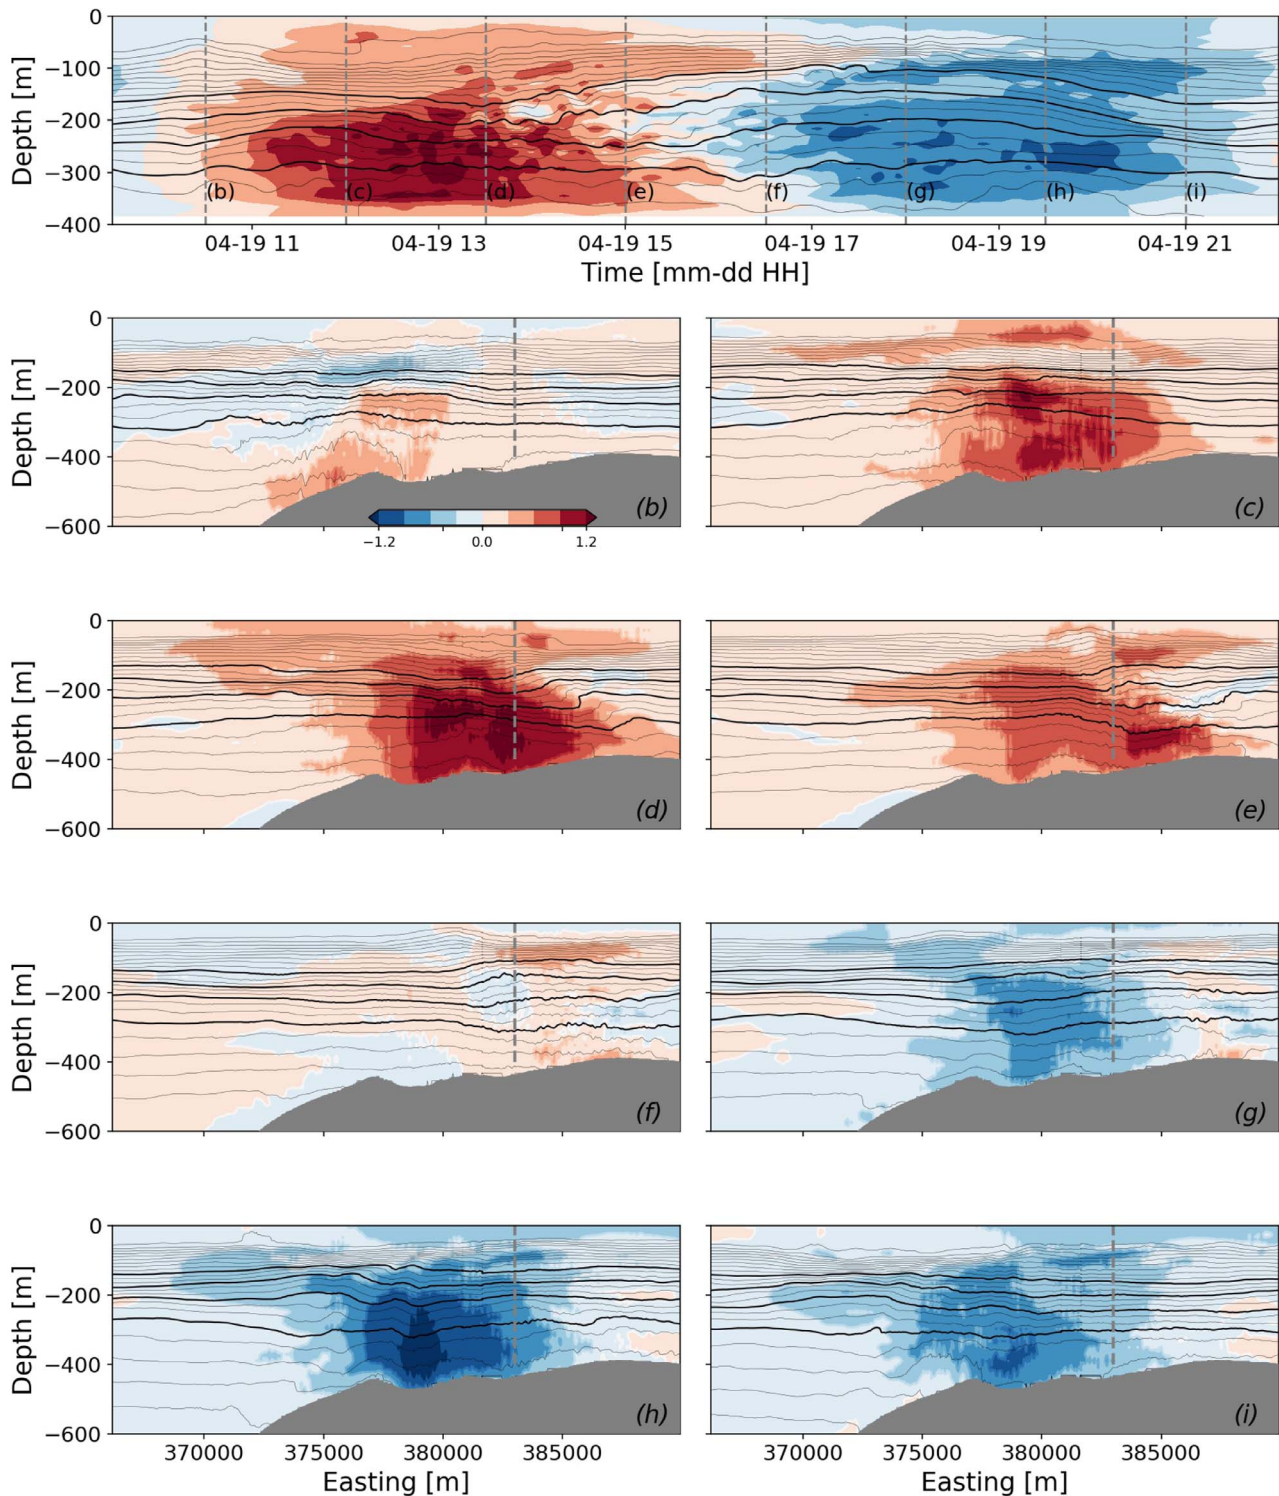 0
−100
−200
−300
−400
Depth [m]
(b)
(c)
(d)
(e)
(f)
(g)
(h)
(i)
04-19 11
04-19 13
04-19 15
04-19 17
04-19 19
04-19 21
Time [mm-dd HH]
0
−200
−400
−600
Depth [m]
−1.2
0.0
1.2
(b)
(c)
0
−200
−400
−600
Depth [m]
(d)
(e)
0
−200
−400
−600
Depth [m]
(f)
(g)
0
−200
−400
−600
Depth [m]
(h)
(i)
370000
375000
380000
385000
370000
375000
380000
385000
Easting [m]
Easting [m]